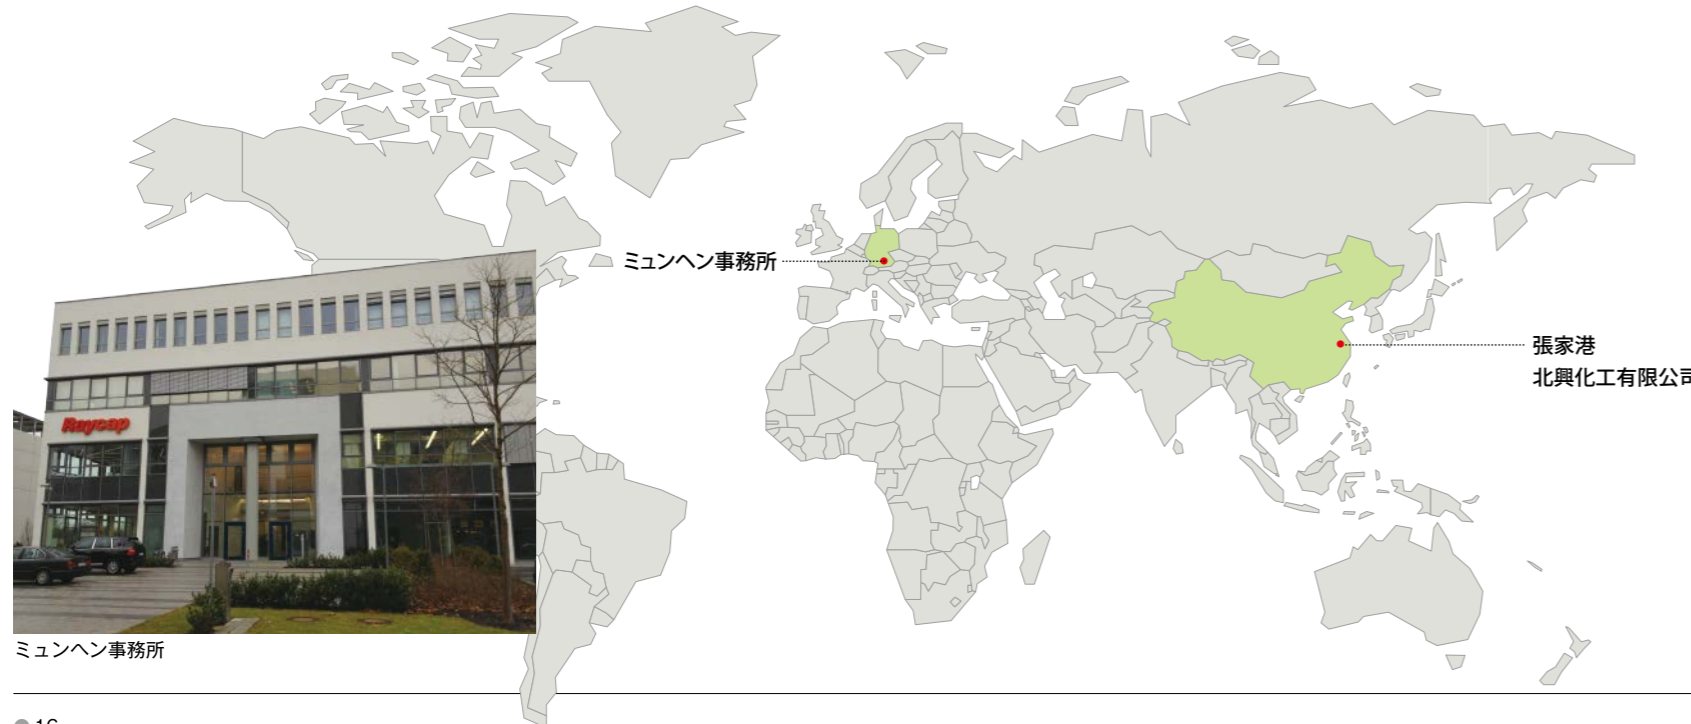 ミュンヘン事務所
張家港
北興化工有限公司
Raycap
ミュンヘン事務所
16